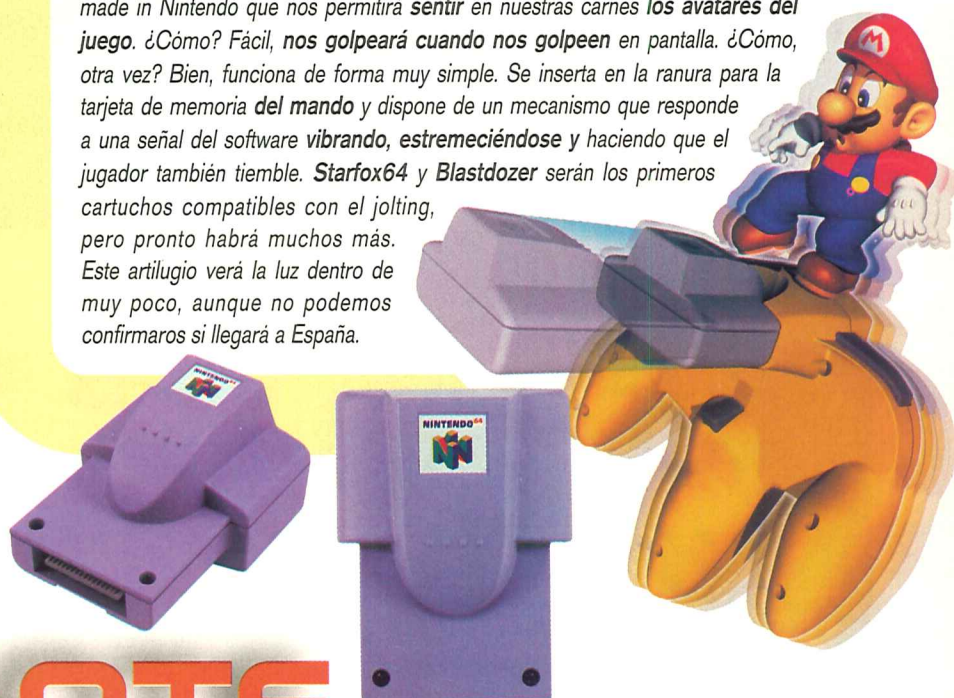 made in Nintendo que nos permitirá sentir en nuestras carnes los avatares del
juego. ¿Cómo? Fácil, nos golpeará cuando nos golpeen en pantalla. ¿Cómo,
otra vez? Bien, funciona de forma muy simple. Se inserta en la ranura para la
tarjeta de memoria del mando y dispone de un mecanismo que responde
a una señal del software vibrando, estremeciéndose y haciendo que el
jugador también tiemble. Starfox64 y Blastdozer serán los primeros
cartuchos compatibles con el jolting,
pero pronto habrá muchos más.
Este artilugio verá la luz dentro de
muy poco, aunque no podemos
confirmaros si llegará a España.
M
NINTENDO64
NINTENDO64